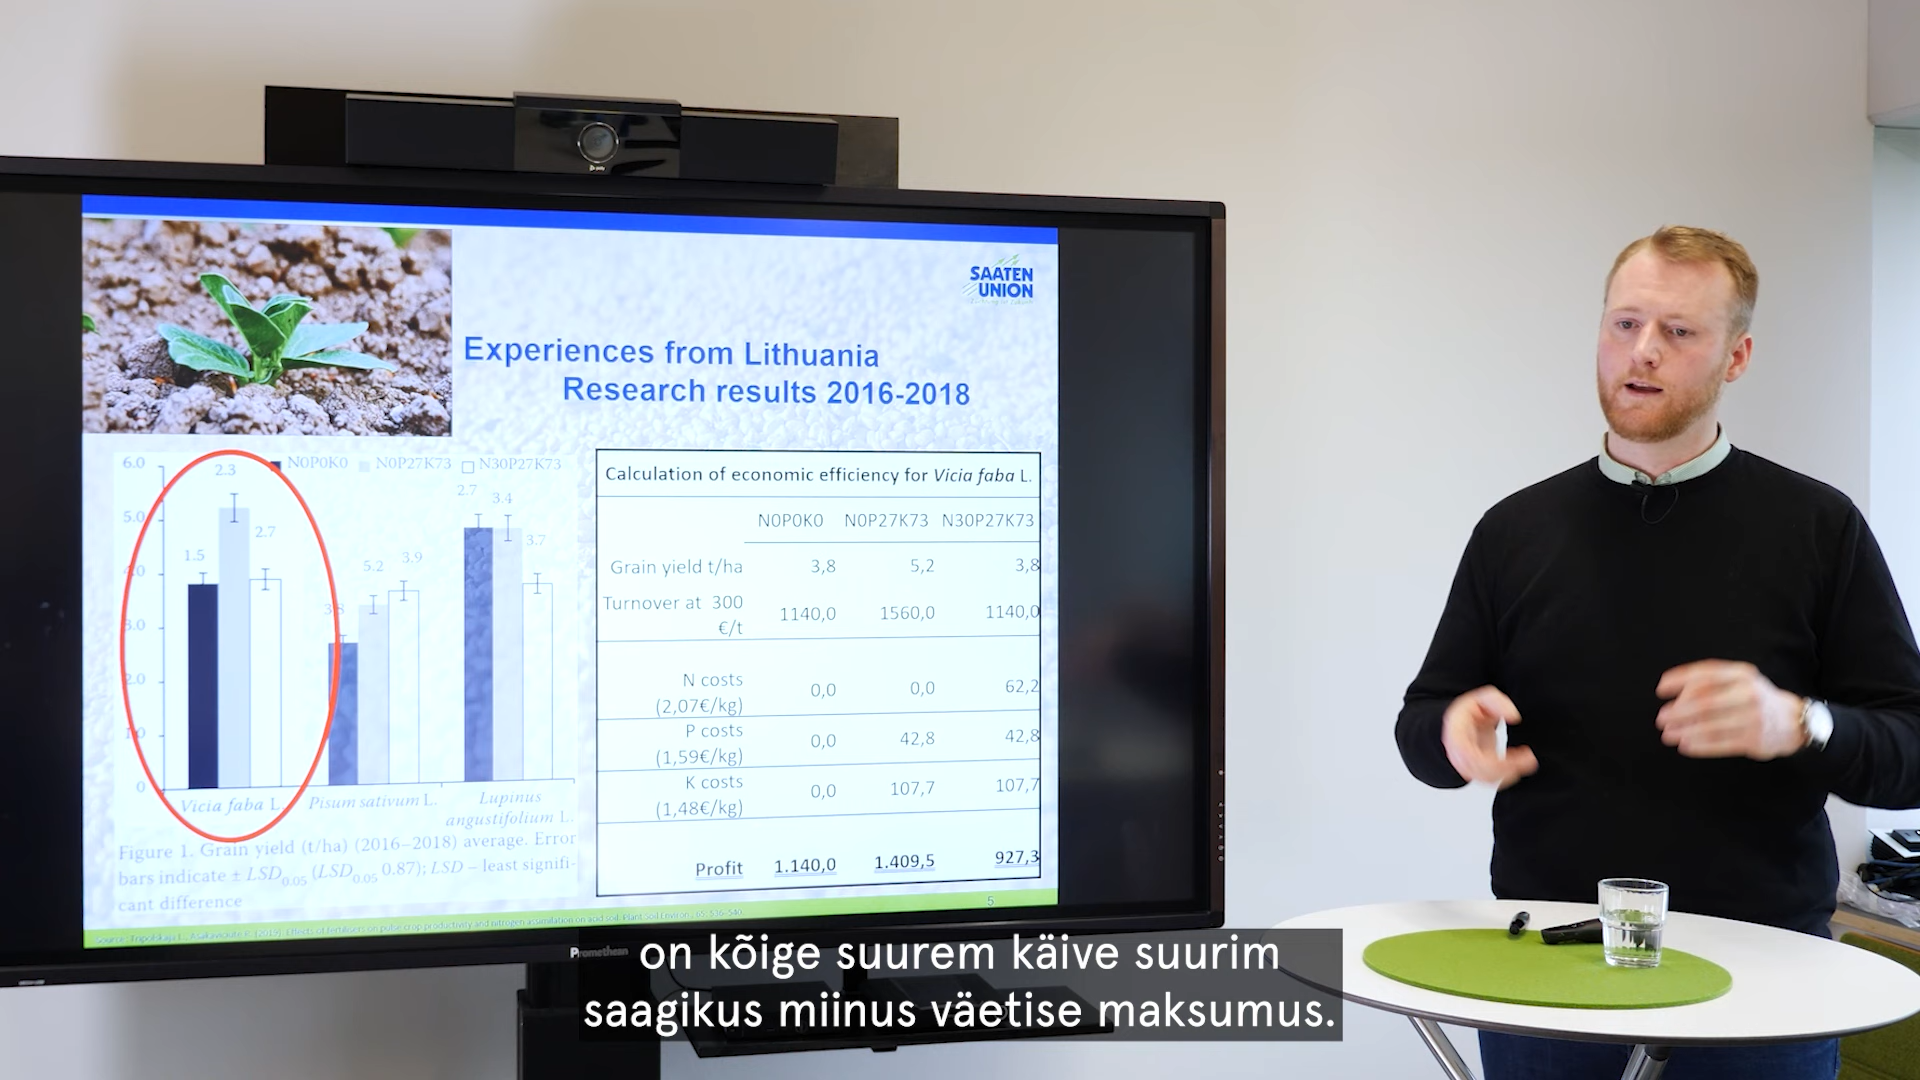 SAATEN
UNION
Experiences from Lithuania
Research results 2016-2018
N0P0K0 N0P27K73 N30P27K73
6.0
5.0
2.0
0
2.3
1.5
2.7
3.8
5.2
3.9
2.7
3.4
3.7
Vicia faba L. Pisum sativum L. Lupinus
angustifolium L.
Figure 1. Grain yield (t/ha) (2016–2018) average. Error
bars indicate ± LSD0.05 (LSD0.05 0.87); LSD – least signifi-
cant difference
Calculation of economic efficiency for Vicia faba L.
N0P0K0 N0P27K73 N30P27K73
Grain yield t/ha 3,8 5,2 3,8
Turnover at 300 1140,0 1560,0 1140,0
€/t
N costs 0,0 0,0 62,2
(2,07€/kg)
P costs 0,0 42,8 42,8
(1,59€/kg)
K costs 0,0 107,7 107,7
(1,48€/kg)
Profit 1.140,0 1.409,5 927,3
5
Promethean
on kõige suurem käive suurim
saagikus miinus väetise maksumus.